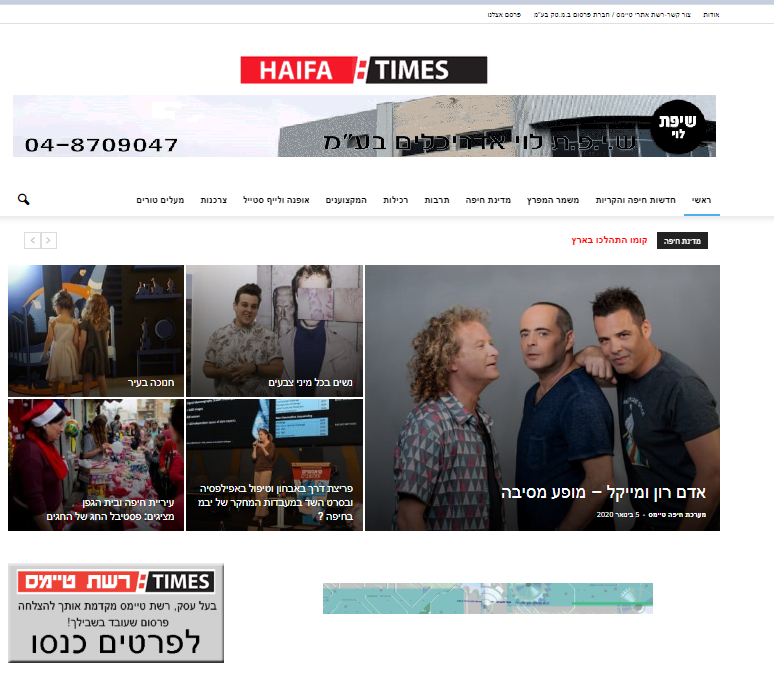 אודות
צור קשר-רשת אתרי טיימס / חברת פרסום ב.מ.טק בע"מ
פרסם אצלנו
HAIFA TIMES
שיפת
לוי
ש.י.פ.ת לוי אדריכלים בע"מ
04-8709047
ראשי
חדשות חיפה והקריות
משמר המפרץ
מדינת חיפה
תרבות
רכילות
המקצוענים
אופנה ולייף סטייל
צרכנות
מעלים טורים
מדינת חיפה
קומו התהלכו בארץ
אדם רון ומייקל – מופע מסיבה
מערכת חיפה טיימס - 5 בינואר 2020
נשים בכל מיני צבעים
חנוכה בעיר
פריצת דרך באבחון וטיפול באפילפסיה
ובסרט השד במעבדות המחקר של יבמ
בחיפה ?
עיריית חיפה ובית הגפן
מציגים: פסטיבל החג של החגים
רשת טיימס TIMES
בעל עסק, רשת טיימס מקדמת אותך להצלחה
פרסום שעובד בשבילך!
לפרטים כנסו